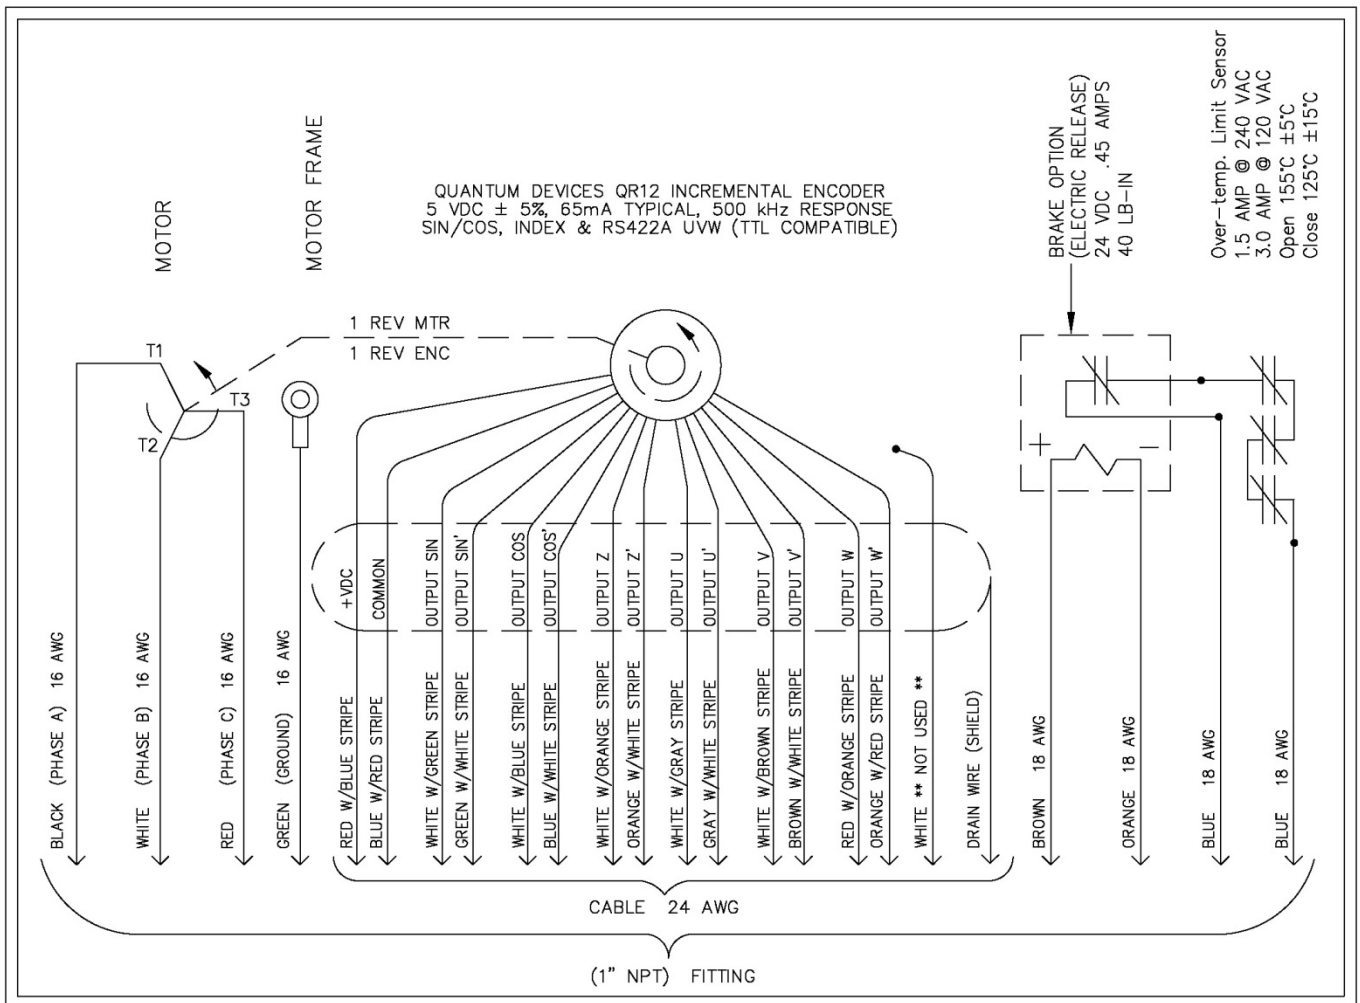 MOTOR
MOTOR FRAME
QUANTUM DEVICES QR12 INCREMENTAL ENCODER
5 VDC ± 5%, 65mA TYPICAL, 500 kHz RESPONSE
SIN/COS, INDEX & RS422A UVW (TTL COMPATIBLE)
BRAKE OPTION
(ELECTRIC RELEASE)
24 VDC .45 AMPS
40 LB-IN
Over-temp. Limit Sensor
1.5 AMP @ 240 VAC
3.0 AMP @ 120 VAC
Open 155°C ±5°C
Close 125°C ±15°C
1 REV MTR
1 REV ENC
T1
T3
T2
+
−
+VDC
COMMON
OUTPUT SIN
OUTPUT SIN'
OUTPUT COS
OUTPUT COS'
OUTPUT Z
OUTPUT Z'
OUTPUT U
OUTPUT U'
OUTPUT V
OUTPUT V'
OUTPUT W
OUTPUT W'
BLACK (PHASE A) 16 AWG
WHITE (PHASE B) 16 AWG
RED (PHASE C) 16 AWG
GREEN (GROUND) 16 AWG
RED W/BLUE STRIPE
BLUE W/RED STRIPE
WHITE W/GREEN STRIPE
GREEN W/WHITE STRIPE
WHITE W/BLUE STRIPE
BLUE W/WHITE STRIPE
WHITE W/ORANGE STRIPE
ORANGE W/WHITE STRIPE
WHITE W/GRAY STRIPE
GRAY W/WHITE STRIPE
WHITE W/BROWN STRIPE
BROWN W/WHITE STRIPE
RED W/ORANGE STRIPE
ORANGE W/RED STRIPE
WHITE ** NOT USED **
DRAIN WIRE (SHIELD)
BROWN 18 AWG
ORANGE 18 AWG
BLUE 18 AWG
BLUE 18 AWG
CABLE 24 AWG
(1" NPT) FITTING